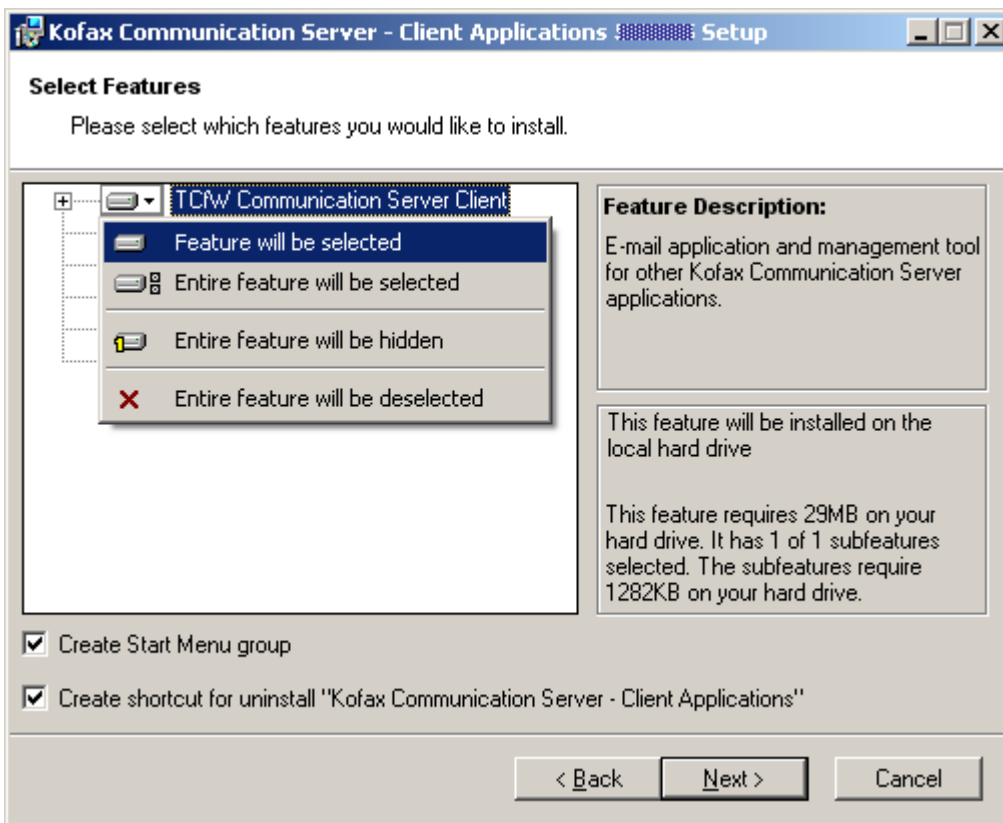 Kofax Communication Server - Client Applications Setup
Select Features
Please select which features you would like to install.
TCfW Communication Server Client
Feature will be selected
Entire feature will be selected
Entire feature will be hidden
Entire feature will be deselected
Feature Description:
E-mail application and management tool
for other Kofax Communication Server
applications.
This feature will be installed on the
local hard drive
This feature requires 29MB on your
hard drive. It has 1 of 1 subfeatures
selected. The subfeatures require
1282KB on your hard drive.
Create Start Menu group
Create shortcut for uninstall "Kofax Communication Server - Client Applications"
< Back
Next >
Cancel